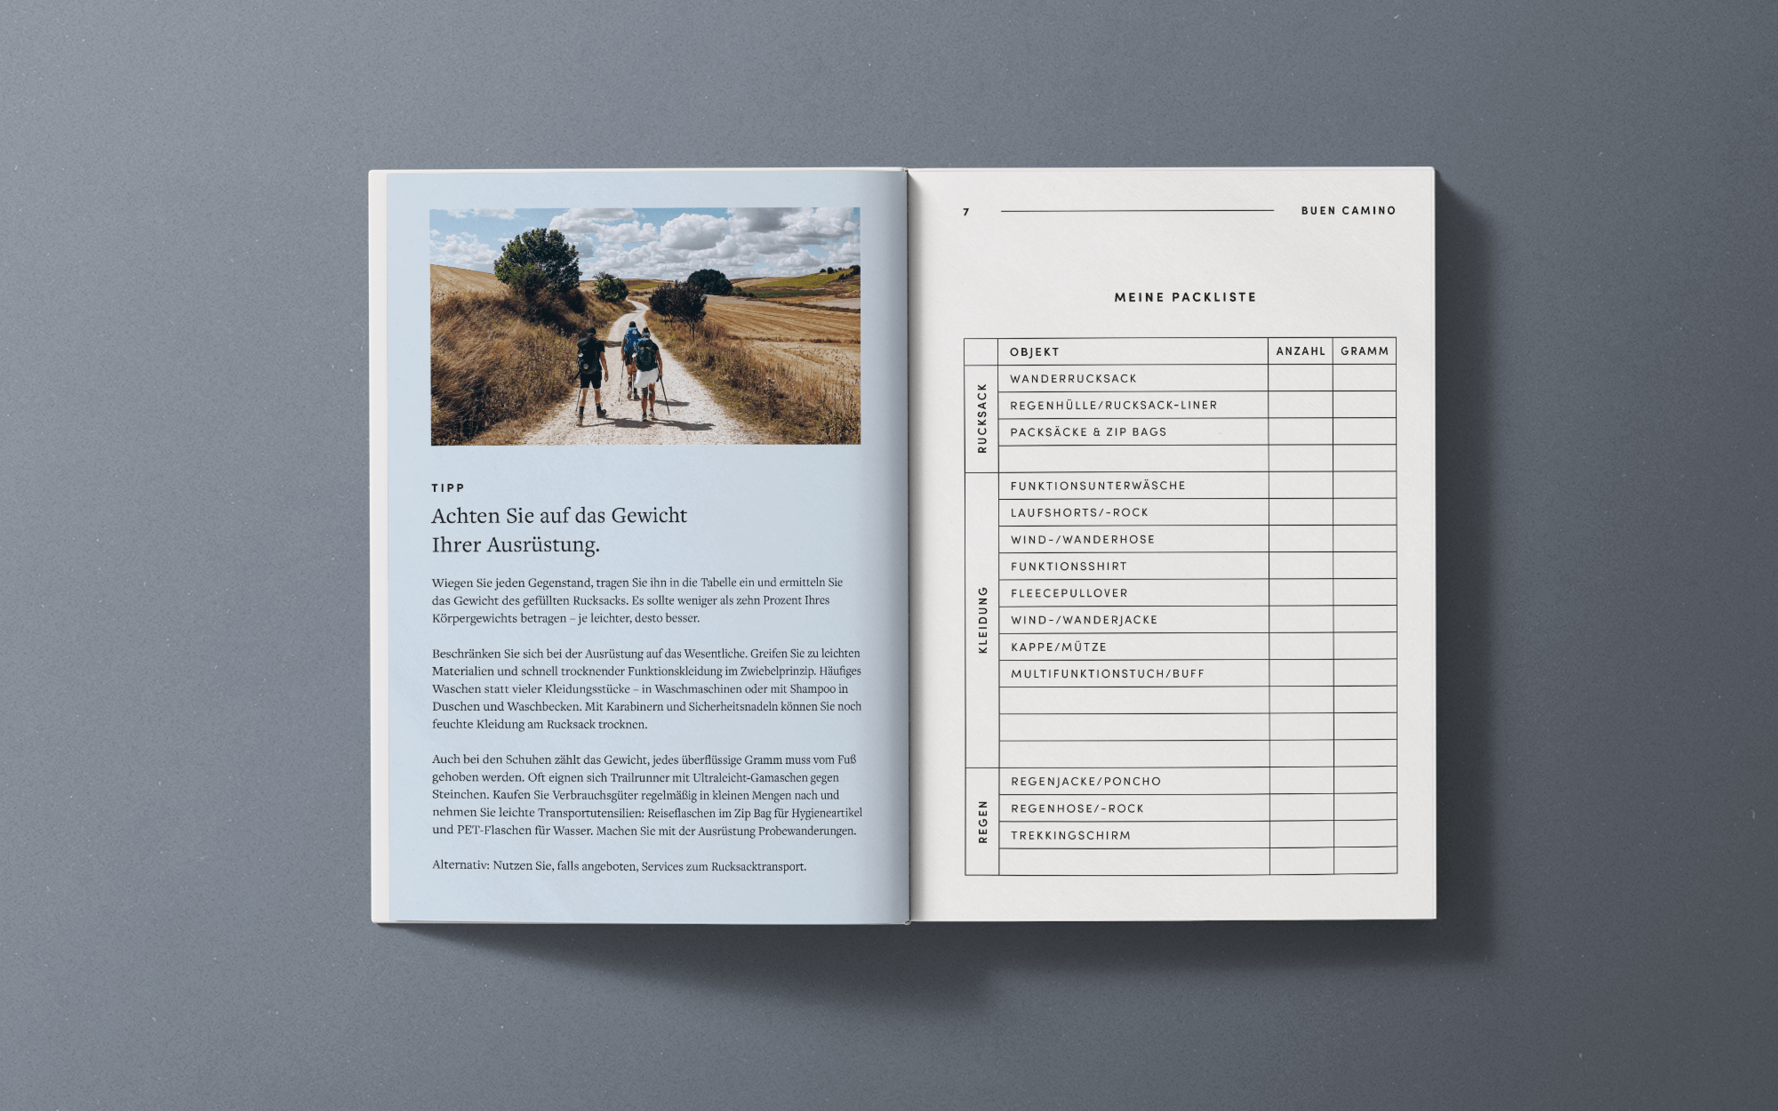 TIPP
Achten Sie auf das Gewicht
Ihrer Ausrüstung.
Wiegen Sie jeden Gegenstand, tragen Sie ihn in die Tabelle ein und ermitteln Sie
das Gewicht des gefüllten Rucksacks. Es sollte weniger als zehn Prozent Ihres
Körpergewichts betragen – je leichter, desto besser.
Beschränken Sie sich bei der Ausrüstung auf das Wesentliche. Greifen Sie zu leichten
Materialien und schnell trocknender Funktionskleidung im Zwiebelprinzip. Häufiges
Waschen statt vieler Kleidungsstücke – in Waschmaschinen oder mit Shampoo in
Duschen und Waschbecken. Mit Karabinern und Sicherheitsnadeln können Sie noch
feuchte Kleidung am Rucksack trocknen.
Auch bei den Schuhen zählt das Gewicht, jedes überflüssige Gramm muss vom Fuß
gehoben werden. Oft eignen sich Trailrunner mit Ultraleicht-Gamaschen gegen
Steinchen. Kaufen Sie Verbrauchsgüter regelmäßig in kleinen Mengen nach und
nehmen Sie leichte Transportutensilien: Reiseflaschen im Zip Bag für Hygieneartikel
und PET-Flaschen für Wasser. Machen Sie mit der Ausrüstung Probewanderungen.
Alternativ: Nutzen Sie, falls angeboten, Services zum Rucksacktransport.
7 BUEN CAMINO
MEINE PACKLISTE
OBJEKT ANZAHL GRAMM
RUCKSACK
WANDERRUCKSACK
REGENHÜLLE/RUCKSACK-LINER
PACKSÄCKE & ZIP BAGS
KLEIDUNG
FUNKTIONSUNTERWÄSCHE
LAUFSHORTS/-ROCK
WIND-/WANDERHOSE
FUNKTIONSSHIRT
FLEECEPULLOVER
WIND-/WANDERJACKE
KAPPE/MÜTZE
MULTIFUNKTIONSTUCH/BUFF
REGEN
REGENJACKE/PONCHO
REGENHOSE/-ROCK
TREKKINGSCHIRM